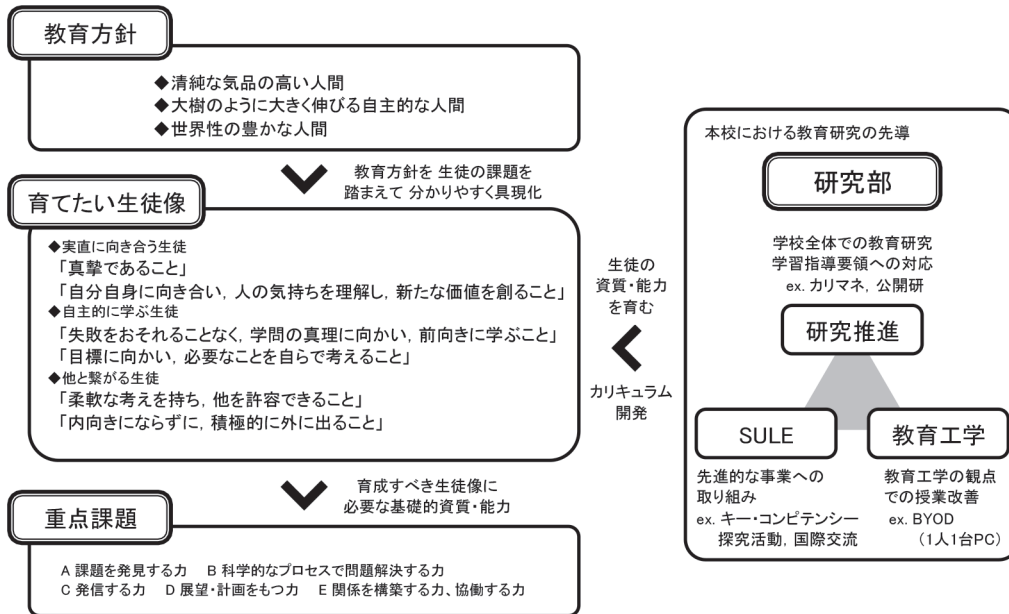 教育方針
◆清純な気品の高い人間
◆大樹のように大きく伸びる自主的な人間
◆世界性の豊かな人間
教育方針を 生徒の課題を
踏まえて 分かりやすく具現化
育てたい生徒像
◆実直に向き合う生徒
「真摯であること」
「自分自身に向き合い, 人の気持ちを理解し, 新たな価値を創ること」
◆自主的に学ぶ生徒
「失敗をおそれることなく, 学問の真理に向かい, 前向きに学ぶこと」
「目標に向かい, 必要なことを自らで考えること」
◆他と繋がる生徒
「柔軟な考えを持ち, 他を許容できること」
「内向きにならずに, 積極的に外に出ること」
育成すべき生徒像に
必要な基礎的資質・能力
重点課題
A 課題を発見する力 B 科学的なプロセスで問題解決する力
C 発信する力 D 展望・計画をもつ力 E 関係を構築する力、協働する力
生徒の
資質・能力
を育む
カリキュラム
開発
本校における教育研究の先導
研究部
学校全体での教育研究
学習指導要領への対応
ex. カリマネ, 公開研
研究推進
SULE
先進的な事業への
取り組み
ex. キー・コンピテンシー
探究活動, 国際交流
教育工学
教育工学の観点
での授業改善
ex. BYOD
(1人1台PC)